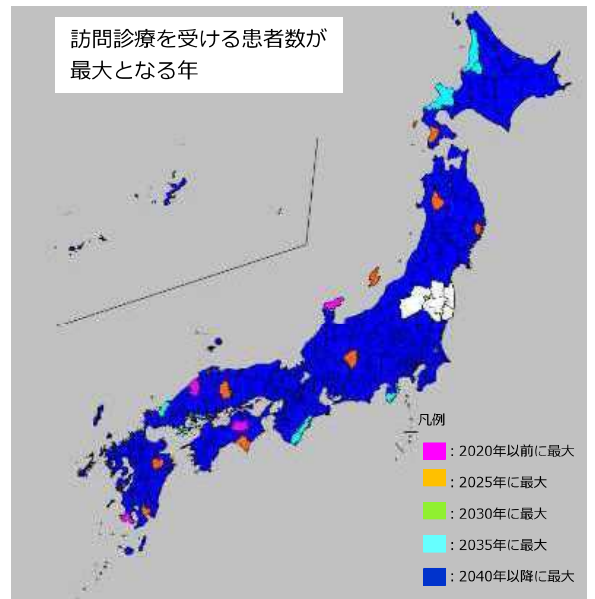 訪問診療を受ける患者数が
最大となる年
凡例
：2020年以前に最大
：2025年に最大
：2030年に最大
：2035年に最大
：2040年以降に最大